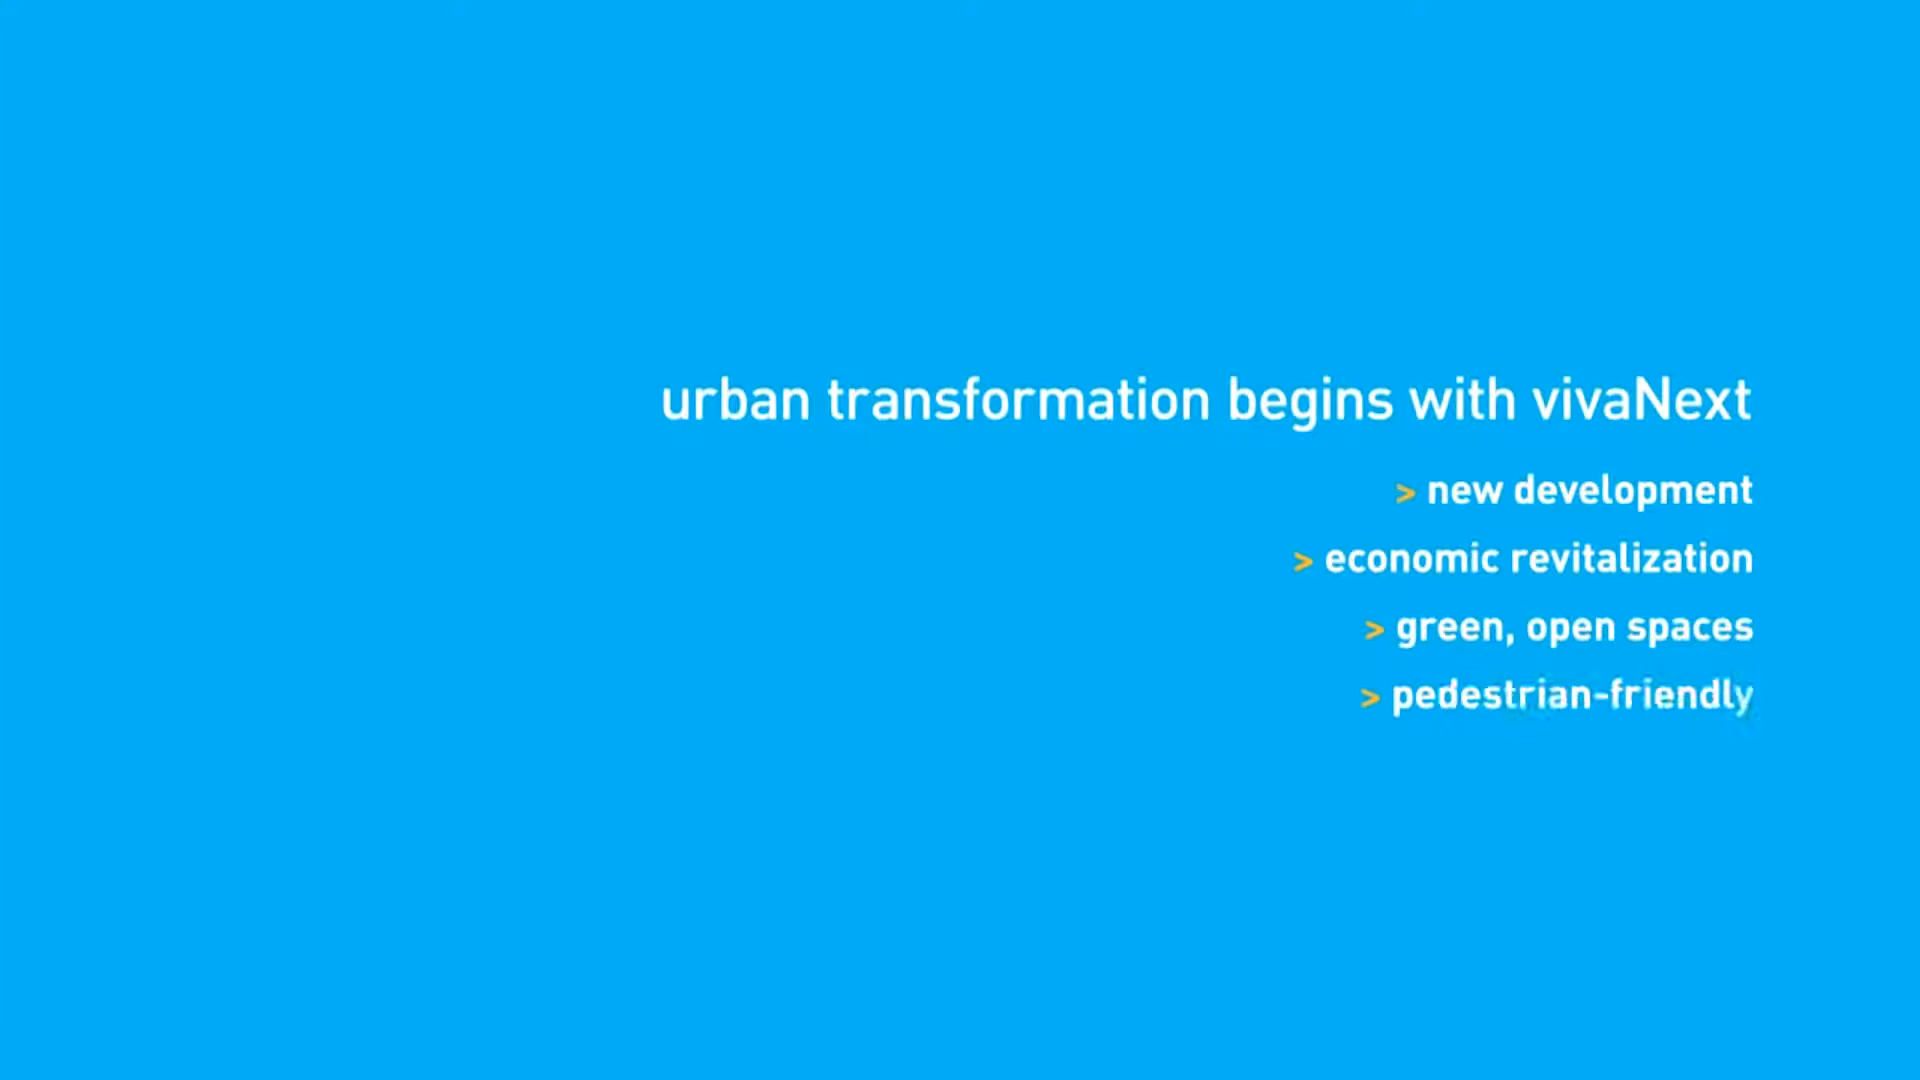 urban transformation begins with vivaNext
> new development
> economic revitalization
> green, open spaces
> pedestrian-friendly